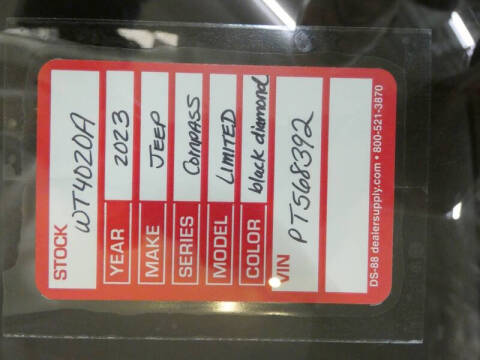 STOCK WT4020A
YEAR 2023
MAKE JEEP
SERIES COMPASS
MODEL LIMITED
COLOR black diamond
VIN PT568392
DS-88 dealersupply.com • 800-521-3870